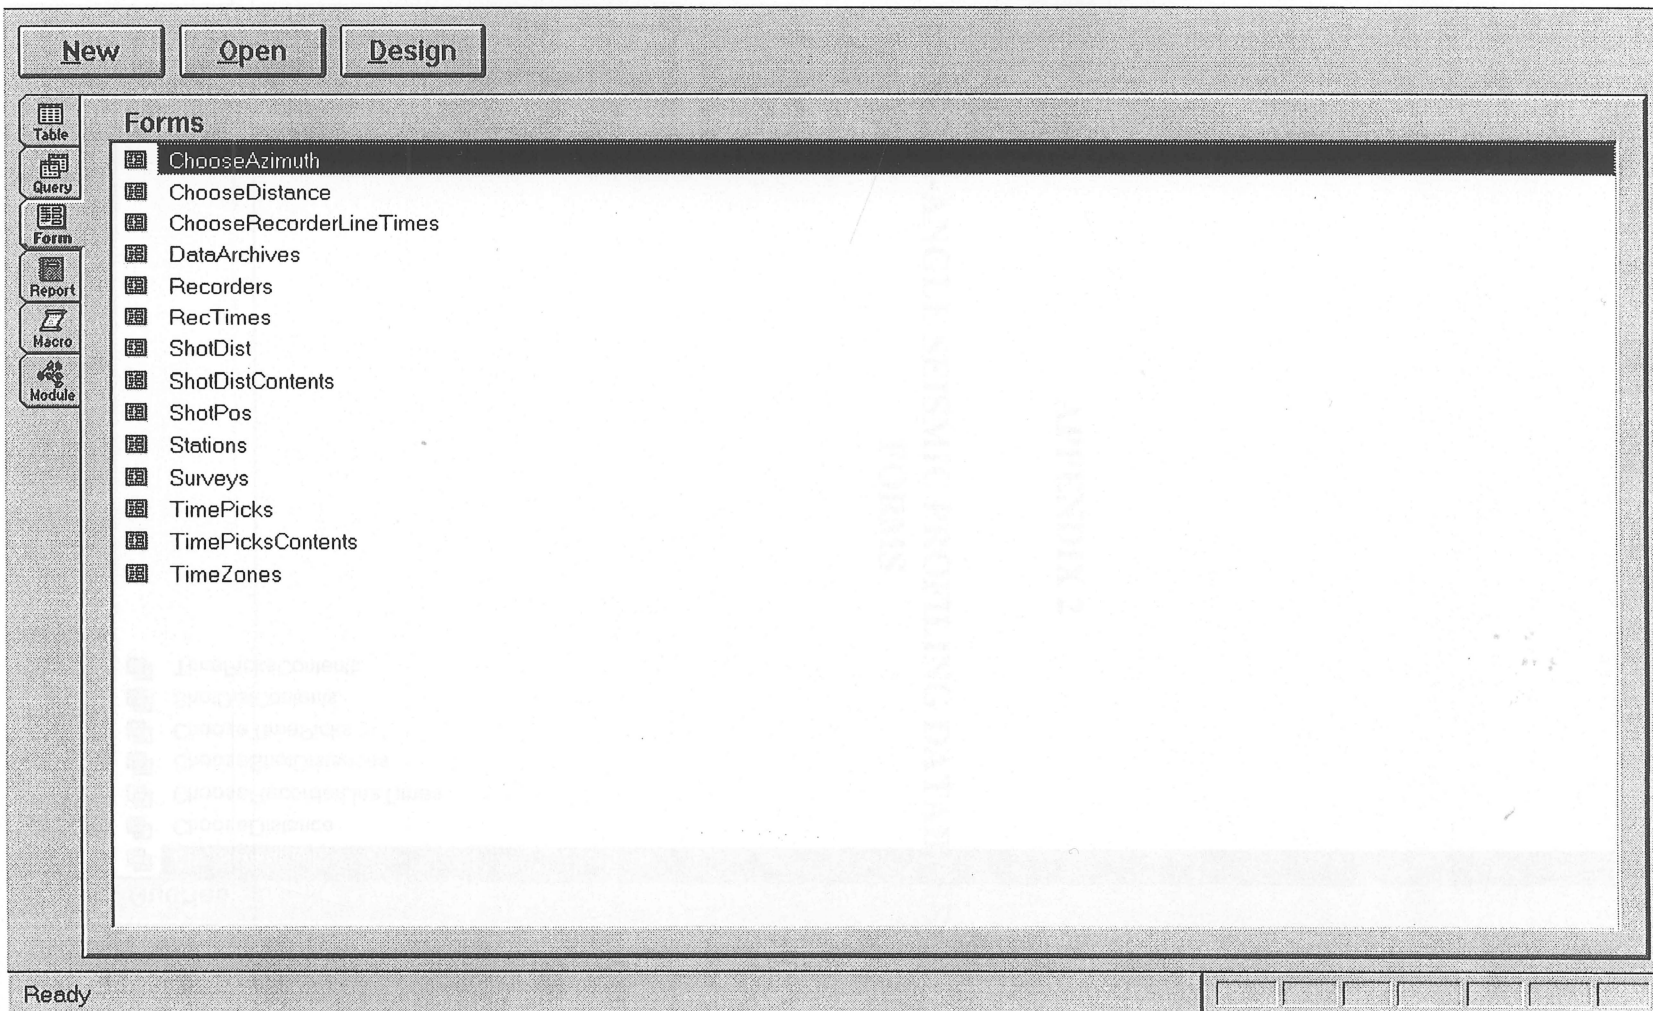 New Open Design
Table
Query
Form
Report
Macro
Module
Forms
ChooseAzimuth
ChooseDistance
ChooseRecorderLineTimes
DataArchives
Recorders
RecTimes
ShotDist
ShotDistContents
ShotPos
Stations
Surveys
TimePicks
TimePicksContents
TimeZones
Ready